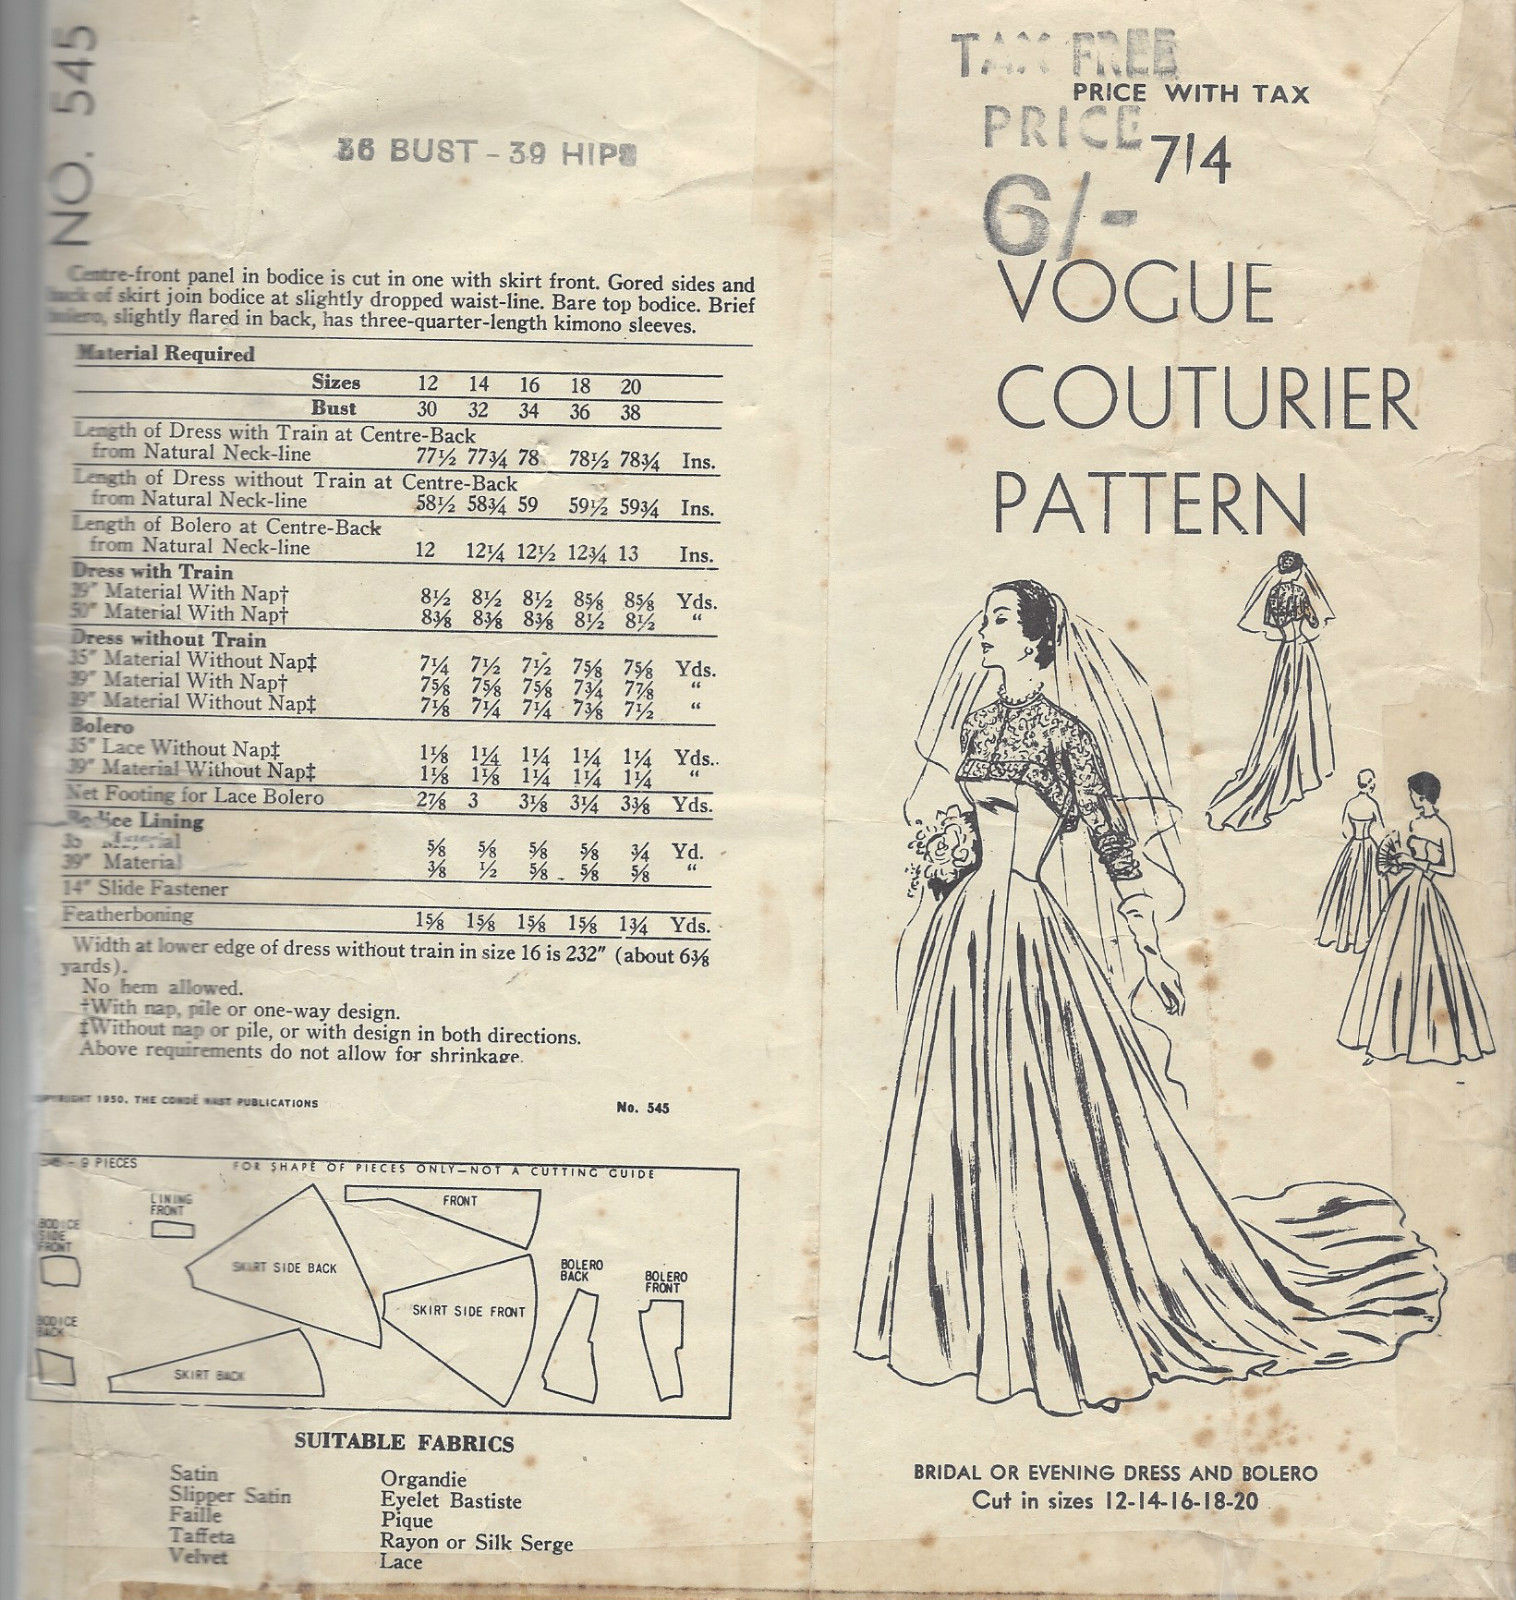 NO. 545
36 BUST - 39 HIPS
Centre-front panel in bodice is cut in one with skirt front. Gored sides and
back of skirt join bodice at slightly dropped waist-line. Bare top bodice. Brief
bolero, slightly flared in back, has three-quarter-length kimono sleeves.
Material Required
Sizes 12 14 16 18 20
Bust 30 32 34 36 38
Length of Dress with Train at Centre-Back
from Natural Neck-line 77½ 77¾ 78 78½ 78¾ Ins.
Length of Dress without Train at Centre-Back
from Natural Neck-line 58½ 58¾ 59 59½ 59¾ Ins.
Length of Bolero at Centre-Back
from Natural Neck-line 12 12¼ 12½ 12¾ 13 Ins.
Dress with Train
39" Material With Nap† 8½ 8½ 8½ 8⅝ 8⅝ Yds.
50" Material With Nap† 8⅜ 8⅜ 8⅜ 8½ 8½ “
Dress without Train
35" Material Without Nap‡ 7¼ 7½ 7½ 7⅝ 7⅝ Yds.
39" Material With Nap† 7⅝ 7⅝ 7⅝ 7¾ 7⅞ “
39" Material Without Nap‡ 7⅛ 7¼ 7¼ 7⅜ 7½ “
Bolero
35" Lace Without Nap‡ 1⅛ 1¼ 1¼ 1¼ 1¼ Yds.
39" Material Without Nap‡ 1⅛ 1⅛ 1¼ 1¼ 1¼ “
Net Footing for Lace Bolero 2⅞ 3 3⅛ 3¼ 3⅜ Yds.
Bodice Lining
35" Material ⅝ ⅝ ⅝ ⅝ ¾ Yd.
39" Material ⅜ ½ ⅝ ⅝ ⅝ “
14" Slide Fastener
Featherboning 1⅝ 1⅝ 1⅝ 1⅝ 1¾ Yds.
Width at lower edge of dress without train in size 16 is 232" (about 6⅜
yards).
No hem allowed.
†With nap, pile or one-way design.
‡Without nap or pile, or with design in both directions.
Above requirements do not allow for shrinkage.
COPYRIGHT 1950, THE CONDÉ NAST PUBLICATIONS No. 545
545 - 9 PIECES FOR SHAPE OF PIECES ONLY—NOT A CUTTING GUIDE
LINING
FRONT
FRONT
BODICE
SIDE
FRONT
SKIRT SIDE BACK
BOLERO
BACK
BOLERO
FRONT
SKIRT SIDE FRONT
BODICE
BACK
SKIRT BACK
SUITABLE FABRICS
Satin
Slipper Satin
Faille
Taffeta
Velvet
Organdie
Eyelet Bastiste
Pique
Rayon or Silk Serge
Lace
TAX FREE
PRICE WITH TAX
PRICE
7/4
6/-
VOGUE
COUTURIER
PATTERN
BRIDAL OR EVENING DRESS AND BOLERO
Cut in sizes 12-14-16-18-20